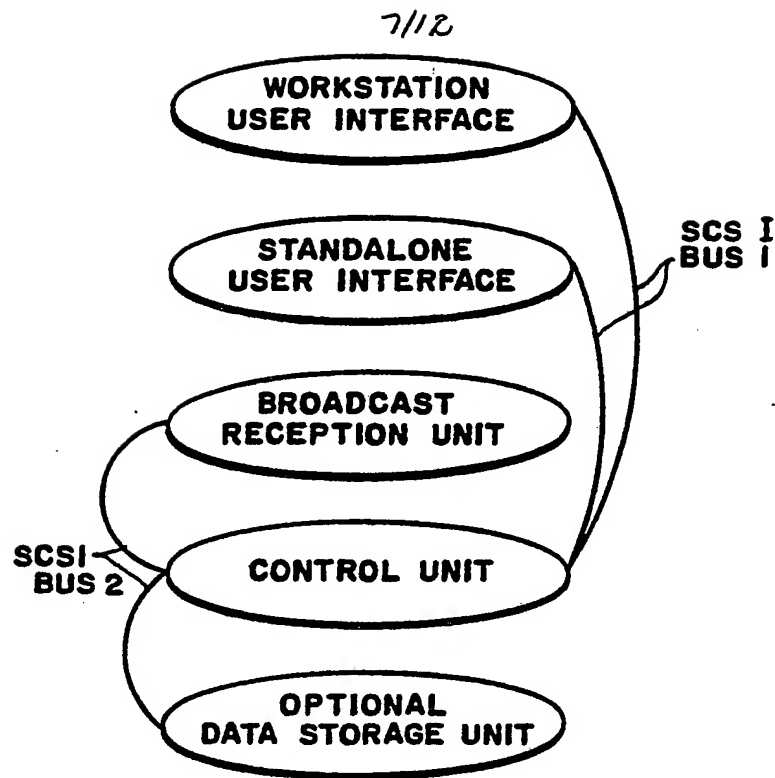 7/12
WORKSTATION
USER INTERFACE
STANDALONE
USER INTERFACE
SCS I
BUS 1
BROADCAST
RECEPTION UNIT
CONTROL UNIT
SCSI
BUS 2
OPTIONAL
DATA STORAGE UNIT